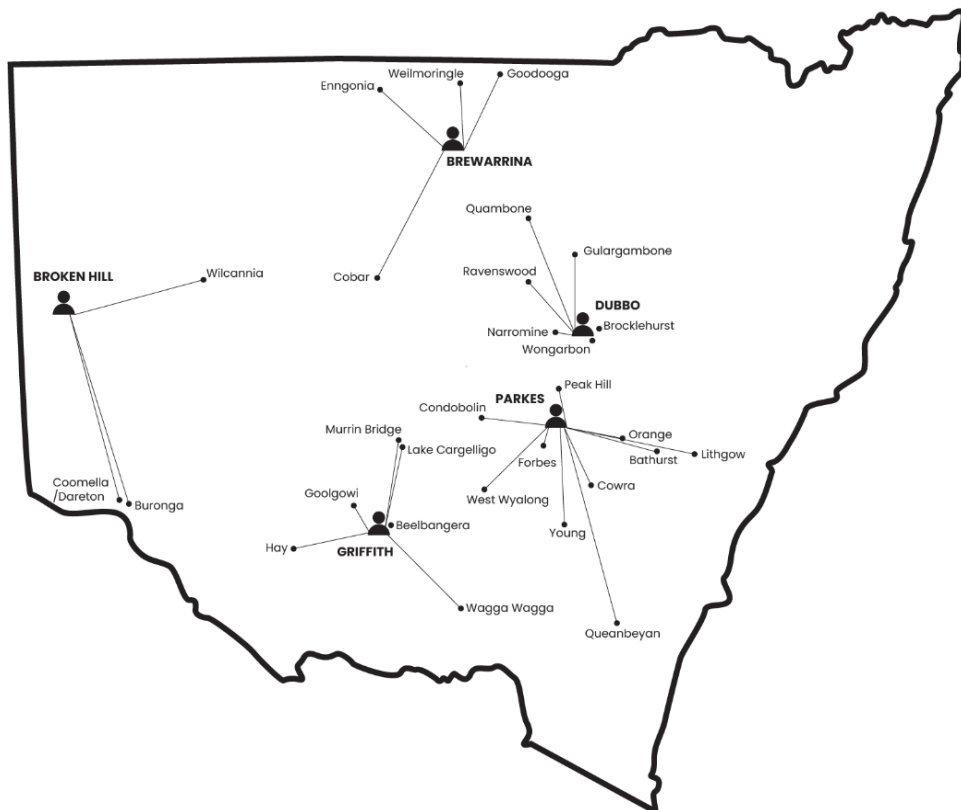 Weilmoringle
Goodooga
Enngonia
BREWARRINA
Quambone
Gulargambone
BROKEN HILL
Wilcannia
Cobar
Ravenswood
DUBBO
Narromine
Brocklehurst
Wongarbon
Peak Hill
PARKES
Condobolin
Murrin Bridge
Orange
Lake Cargelligo
Bathurst
Lithgow
Forbes
Coomella
/Dareton
Goolgowi
Cowra
West Wyalong
Buronga
Beelbangera
Young
Hay
GRIFFITH
Wagga Wagga
Queanbeyan